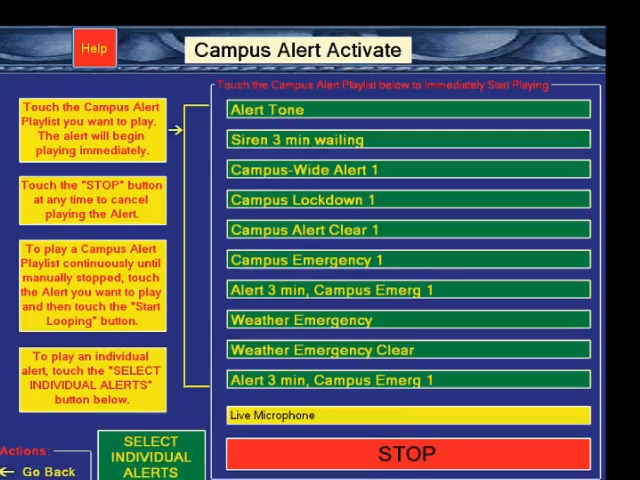 Help
Campus Alert Activate
Touch the Campus Alert Playlist below to Immediately Start Playing
Touch the Campus Alert
Playlist you want to play.
The alert will begin
playing immediately.
Touch the "STOP" button
at any time to cancel
playing the Alert.
To play a Campus Alert
Playlist continuously until
manually stopped, touch
the Alert you want to play
and then touch the "Start
Looping" button.
To play an individual
alert, touch the "SELECT
INDIVIDUAL ALERTS"
button below.
Alert Tone
Siren 3 min wailing
Campus-Wide Alert 1
Campus Lockdown 1
Campus Alert Clear 1
Campus Emergency 1
Alert 3 min, Campus Emerg 1
Weather Emergency
Weather Emergency Clear
Alert 3 min, Campus Emerg 1
Live Microphone
STOP
Actions:
Go Back
SELECT
INDIVIDUAL
ALERTS